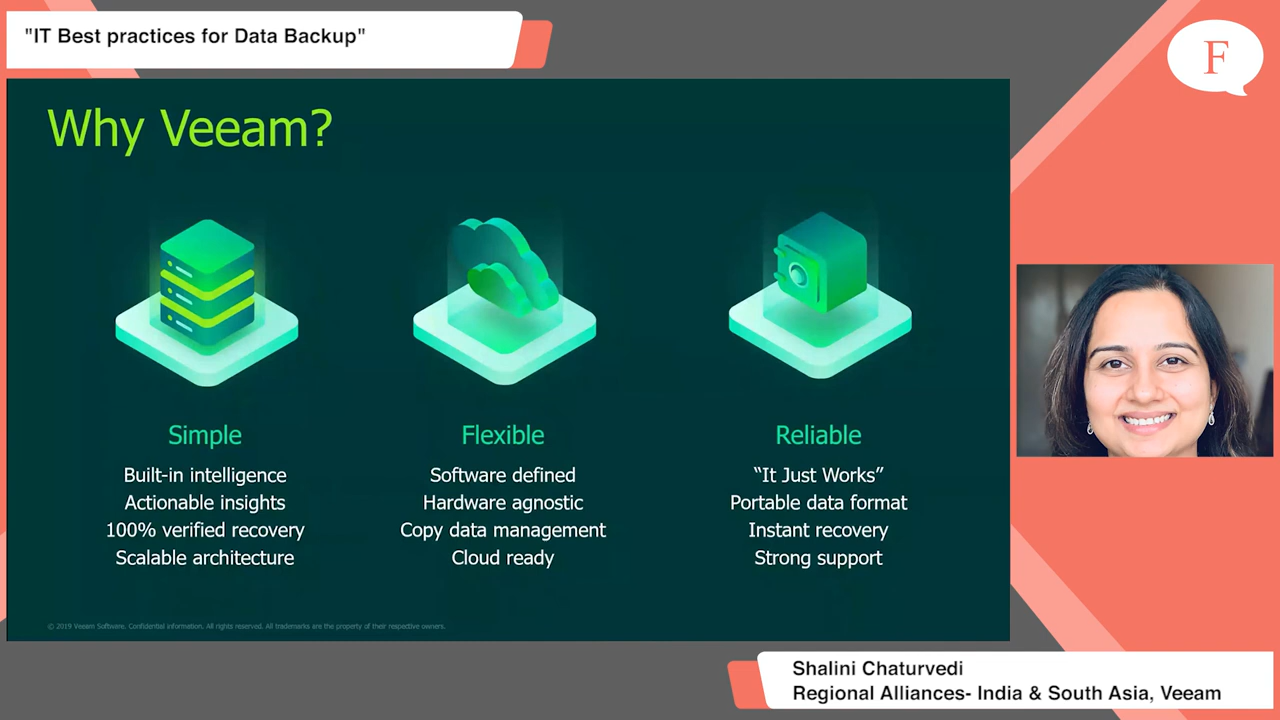 "IT Best practices for Data Backup"
F
Why Veeam?
Simple
Built-in intelligence
Actionable insights
100% verified recovery
Scalable architecture
Flexible
Software defined
Hardware agnostic
Copy data management
Cloud ready
Reliable
“It Just Works”
Portable data format
Instant recovery
Strong support
© 2019 Veeam Software. Confidential information. All rights reserved. All trademarks are the property of their respective owners.
Shalini Chaturvedi
Regional Alliances- India & South Asia, Veeam